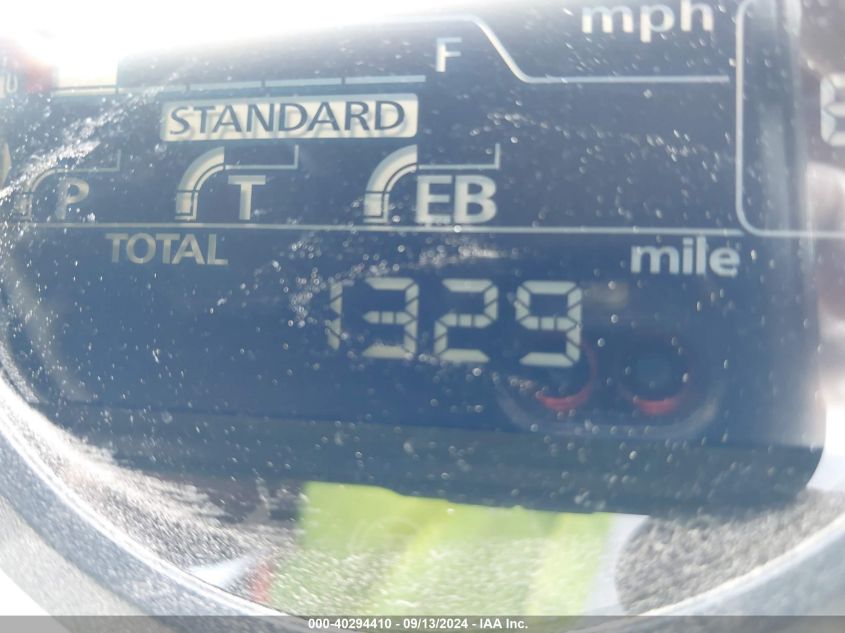 mph
F
STANDARD
P T EB
TOTAL mile
1329
000-40294410 - 09/13/2024 - IAA Inc.